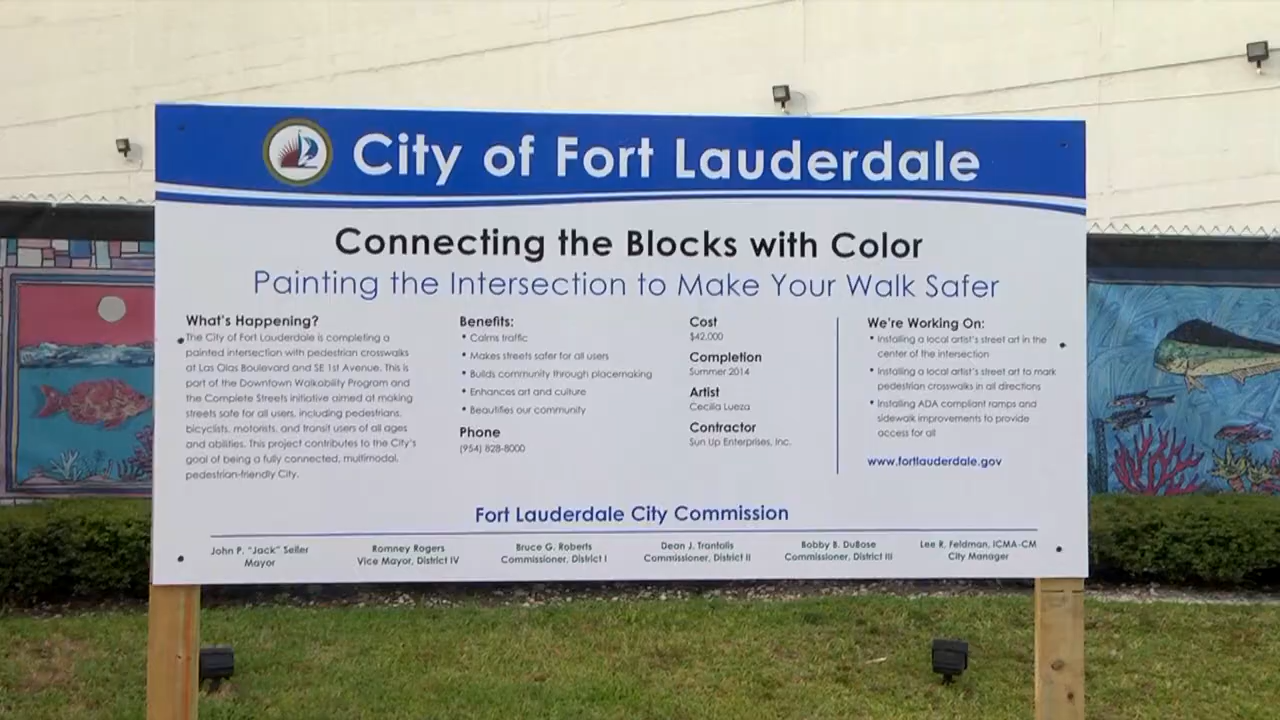 City of Fort Lauderdale
Connecting the Blocks with Color
Painting the Intersection to Make Your Walk Safer
What's Happening?
The City of Fort Lauderdale is completing a
painted intersection with pedestrian crosswalks
at Las Olas Boulevard and SE 1st Avenue. This is
part of the Downtown Walkability Program and
the Complete Streets initiative aimed at making
streets safe for all users, including pedestrians,
bicyclists, motorists, and transit users of all ages
and abilities. This project contributes to the City's
goal of being a fully connected, multimodal,
pedestrian-friendly City.
Benefits:
• Calms traffic
• Makes streets safer for all users
• Builds community through placemaking
• Enhances art and culture
• Beautifies our community
Phone
(954) 828-8000
Cost
$42,000
Completion
Summer 2014
Artist
Cecilia Lueza
Contractor
Sun Up Enterprises, Inc.
We're Working On:
• Installing a local artist's street art in the
center of the intersection
• Installing a local artist's street art to mark
pedestrian crosswalks in all directions
• Installing ADA compliant ramps and
sidewalk improvements to provide
access for all
www.fortlauderdale.gov
Fort Lauderdale City Commission
John P. "Jack" Seiler
Mayor
Romney Rogers
Vice Mayor, District IV
Bruce G. Roberts
Commissioner, District I
Dean J. Trantalis
Commissioner, District II
Bobby B. DuBose
Commissioner, District III
Lee R. Feldman, ICMA-CM
City Manager